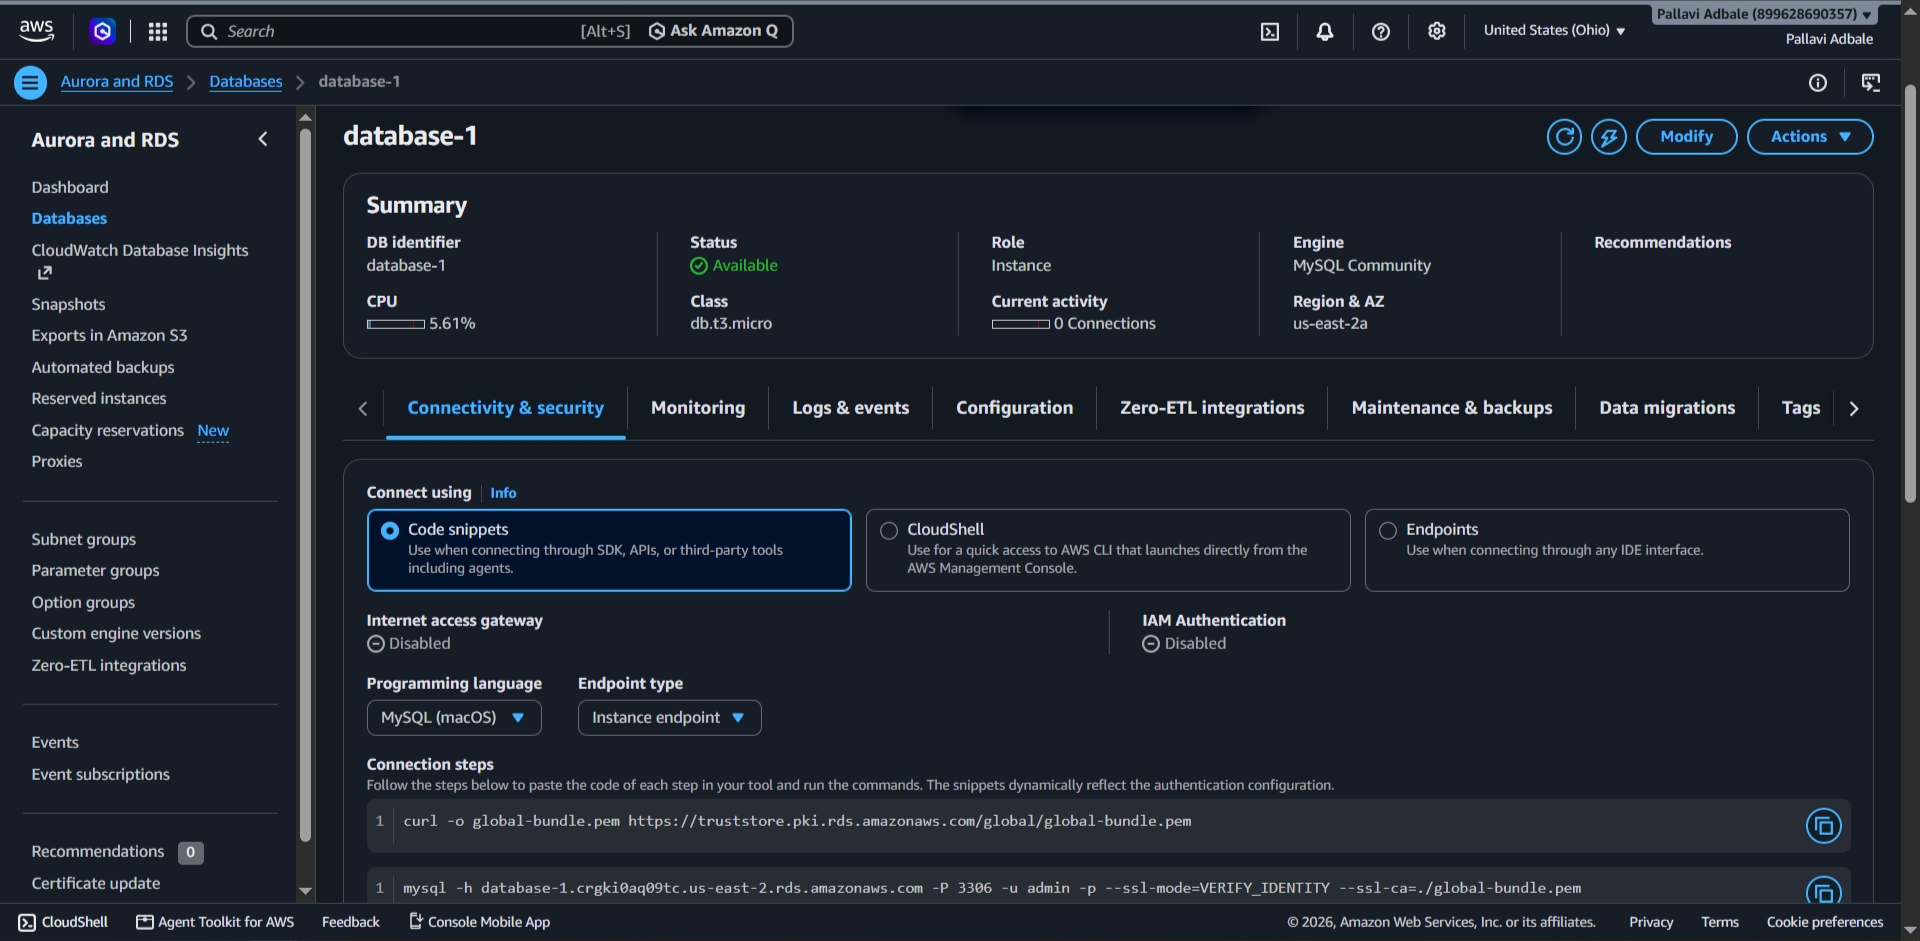 aws
Search [Alt+S] Ask Amazon Q
United States (Ohio)
Pallavi Adbale (899628690357)
Pallavi Adbale
Aurora and RDS
Databases
database-1
Aurora and RDS
Dashboard
Databases
CloudWatch Database Insights
Snapshots
Exports in Amazon S3
Automated backups
Reserved instances
Capacity reservations New
Proxies
Subnet groups
Parameter groups
Option groups
Custom engine versions
Zero-ETL integrations
Events
Event subscriptions
Recommendations 0
Certificate update
database-1
Modify
Actions
Summary
DB identifier
database-1
Status
Available
Role
Instance
Engine
MySQL Community
Recommendations
CPU
5.61%
Class
db.t3.micro
Current activity
0 Connections
Region & AZ
us-east-2a
Connectivity & security
Monitoring
Logs & events
Configuration
Zero-ETL integrations
Maintenance & backups
Data migrations
Tags
Connect using Info
Code snippets
Use when connecting through SDK, APIs, or third-party tools
including agents.
CloudShell
Use for a quick access to AWS CLI that launches directly from the
AWS Management Console.
Endpoints
Use when connecting through any IDE interface.
Internet access gateway
Disabled
IAM Authentication
Disabled
Programming language
MySQL (macOS)
Endpoint type
Instance endpoint
Connection steps
Follow the steps below to paste the code of each step in your tool and run the commands. The snippets dynamically reflect the authentication configuration.
1 curl -o global-bundle.pem https://truststore.pki.rds.amazonaws.com/global/global-bundle.pem
1 mysql -h database-1.crgki0aq09tc.us-east-2.rds.amazonaws.com -P 3306 -u admin -p --ssl-mode=VERIFY_IDENTITY --ssl-ca=./global-bundle.pem
CloudShell
Agent Toolkit for AWS
Feedback
Console Mobile App
© 2026, Amazon Web Services, Inc. or its affiliates.
Privacy
Terms
Cookie preferences